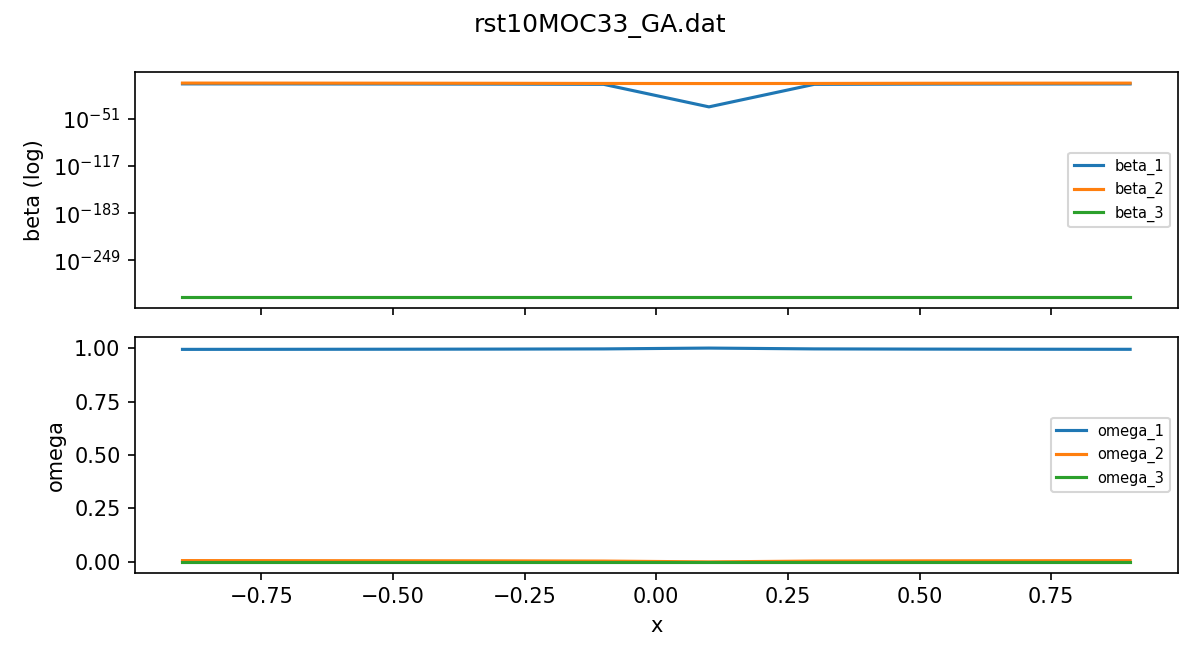 rst10MOC33_GA.dat
beta (log)
10^{-51}
10^{-117}
10^{-183}
10^{-249}
beta_1
beta_2
beta_3
omega
1.00
0.75
0.50
0.25
0.00
omega_1
omega_2
omega_3
−0.75 −0.50 −0.25 0.00 0.25 0.50 0.75
x